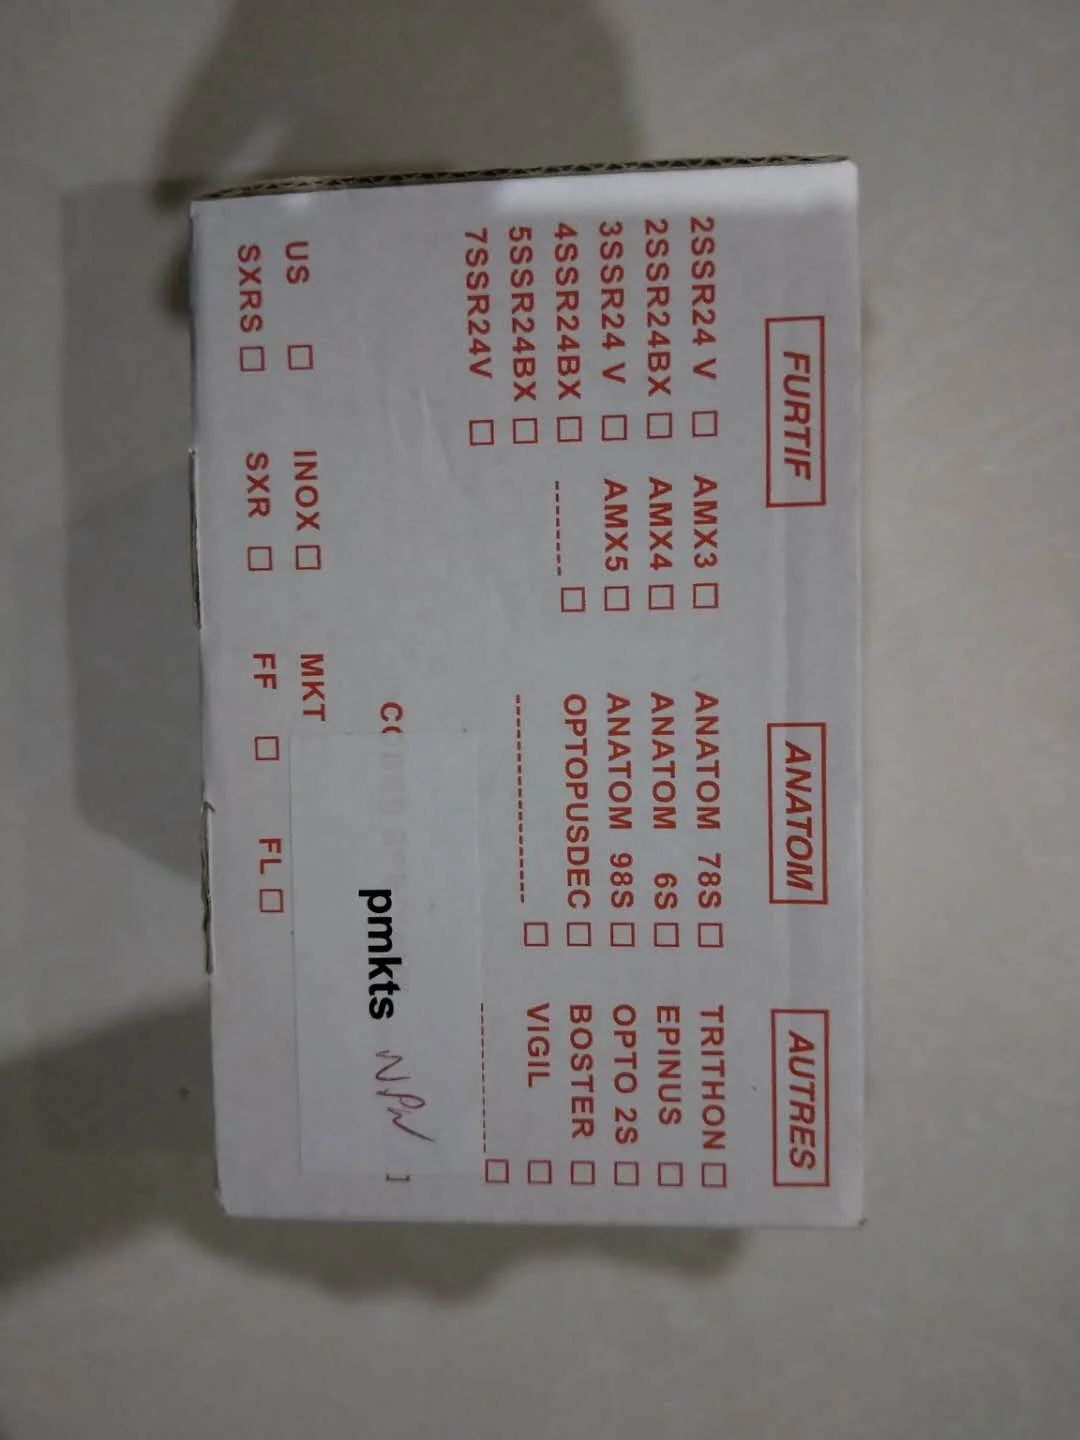 FURTIF ANATOM AUTRES
2SSR24 V AMX3 ANATOM 78S TRITHON
2SSR24BX AMX4 ANATOM 6S EPINUS
3SSR24 V AMX5 ANATOM 98S OPTO 2S
4SSR24BX -------- OPTOPUSDEC BOSTER
5SSR24BX ---------------- VIGIL
7SSR24V
pmkts
US INOX MKT
SXRS SXR FF FL